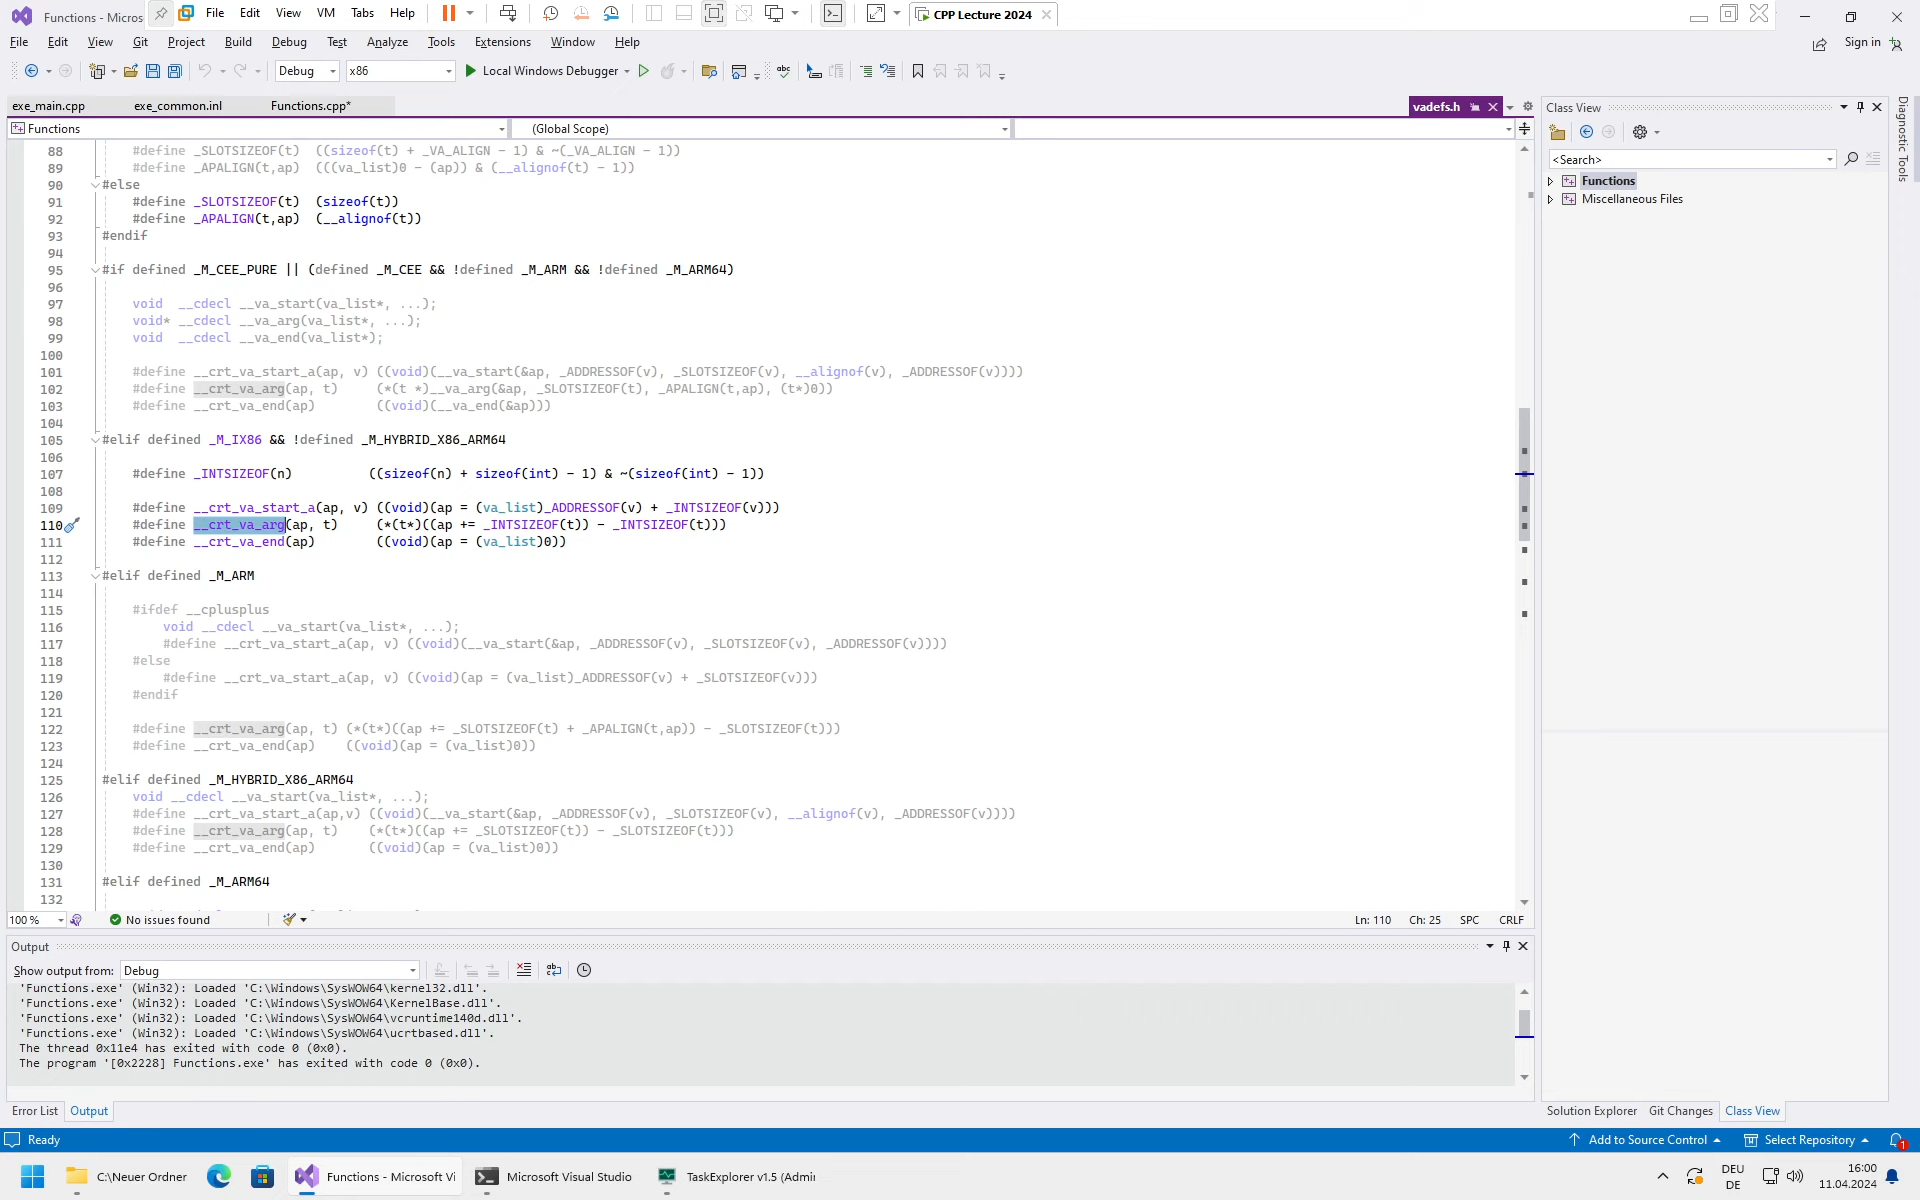 Functions - Micros
File Edit View VM Tabs Help
CPP Lecture 2024
File Edit View Git Project Build Debug Test Analyze Tools Extensions Window Help
Sign in
Debug x86 Local Windows Debugger
exe_main.cpp exe_common.inl Functions.cpp* vadefs.h
Functions (Global Scope)
88 #define _SLOTSIZEOF(t) ((sizeof(t) + _VA_ALIGN - 1) & ~(_VA_ALIGN - 1))
89 #define _APALIGN(t,ap) (((va_list)0 - (ap)) & (__alignof(t) - 1))
90 #else
91 #define _SLOTSIZEOF(t) (sizeof(t))
92 #define _APALIGN(t,ap) (__alignof(t))
93 #endif
94
95 #if defined _M_CEE_PURE || (defined _M_CEE && !defined _M_ARM && !defined _M_ARM64)
96
97 void __cdecl __va_start(va_list*, ...);
98 void* __cdecl __va_arg(va_list*, ...);
99 void __cdecl __va_end(va_list*);
100
101 #define __crt_va_start_a(ap, v) ((void)(__va_start(&ap, _ADDRESSOF(v), _SLOTSIZEOF(v), __alignof(v), _ADDRESSOF(v))))
102 #define __crt_va_arg(ap, t) (*(t *)__va_arg(&ap, _SLOTSIZEOF(t), _APALIGN(t,ap), (t*)0))
103 #define __crt_va_end(ap) ((void)(__va_end(&ap)))
104
105 #elif defined _M_IX86 && !defined _M_HYBRID_X86_ARM64
106
107 #define _INTSIZEOF(n) ((sizeof(n) + sizeof(int) - 1) & ~(sizeof(int) - 1))
108
109 #define __crt_va_start_a(ap, v) ((void)(ap = (va_list)_ADDRESSOF(v) + _INTSIZEOF(v)))
110 #define __crt_va_arg(ap, t) (*(t*)((ap += _INTSIZEOF(t)) - _INTSIZEOF(t)))
111 #define __crt_va_end(ap) ((void)(ap = (va_list)0))
112
113 #elif defined _M_ARM
114
115 #ifdef __cplusplus
116 void __cdecl __va_start(va_list*, ...);
117 #define __crt_va_start_a(ap, v) ((void)(__va_start(&ap, _ADDRESSOF(v), _SLOTSIZEOF(v), _ADDRESSOF(v))))
118 #else
119 #define __crt_va_start_a(ap, v) ((void)(ap = (va_list)_ADDRESSOF(v) + _SLOTSIZEOF(v)))
120 #endif
121
122 #define __crt_va_arg(ap, t) (*(t*)((ap += _SLOTSIZEOF(t) + _APALIGN(t,ap)) - _SLOTSIZEOF(t)))
123 #define __crt_va_end(ap) ((void)(ap = (va_list)0))
124
125 #elif defined _M_HYBRID_X86_ARM64
126 void __cdecl __va_start(va_list*, ...);
127 #define __crt_va_start_a(ap,v) ((void)(__va_start(&ap, _ADDRESSOF(v), _SLOTSIZEOF(v), __alignof(v), _ADDRESSOF(v))))
128 #define __crt_va_arg(ap, t) (*(t*)((ap += _SLOTSIZEOF(t)) - _SLOTSIZEOF(t)))
129 #define __crt_va_end(ap) ((void)(ap = (va_list)0))
130
131 #elif defined _M_ARM64
132
100 % No issues found Ln: 110 Ch: 25 SPC CRLF
Output
Show output from: Debug
'Functions.exe' (Win32): Loaded 'C:\Windows\SysWOW64\kernel32.dll'.
'Functions.exe' (Win32): Loaded 'C:\Windows\SysWOW64\KernelBase.dll'.
'Functions.exe' (Win32): Loaded 'C:\Windows\SysWOW64\vcruntime140d.dll'.
'Functions.exe' (Win32): Loaded 'C:\Windows\SysWOW64\ucrtbased.dll'.
The thread 0x11e4 has exited with code 0 (0x0).
The program '[0x2228] Functions.exe' has exited with code 0 (0x0).
Error List Output
Class View
<Search>
Functions
Miscellaneous Files
Diagnostic Tools
Solution Explorer Git Changes Class View
Ready
Add to Source Control Select Repository 1
C:\Neuer Ordner Functions - Microsoft Vi Microsoft Visual Studio TaskExplorer v1.5 (Admir
DEU
DE
16:00
11.04.2024